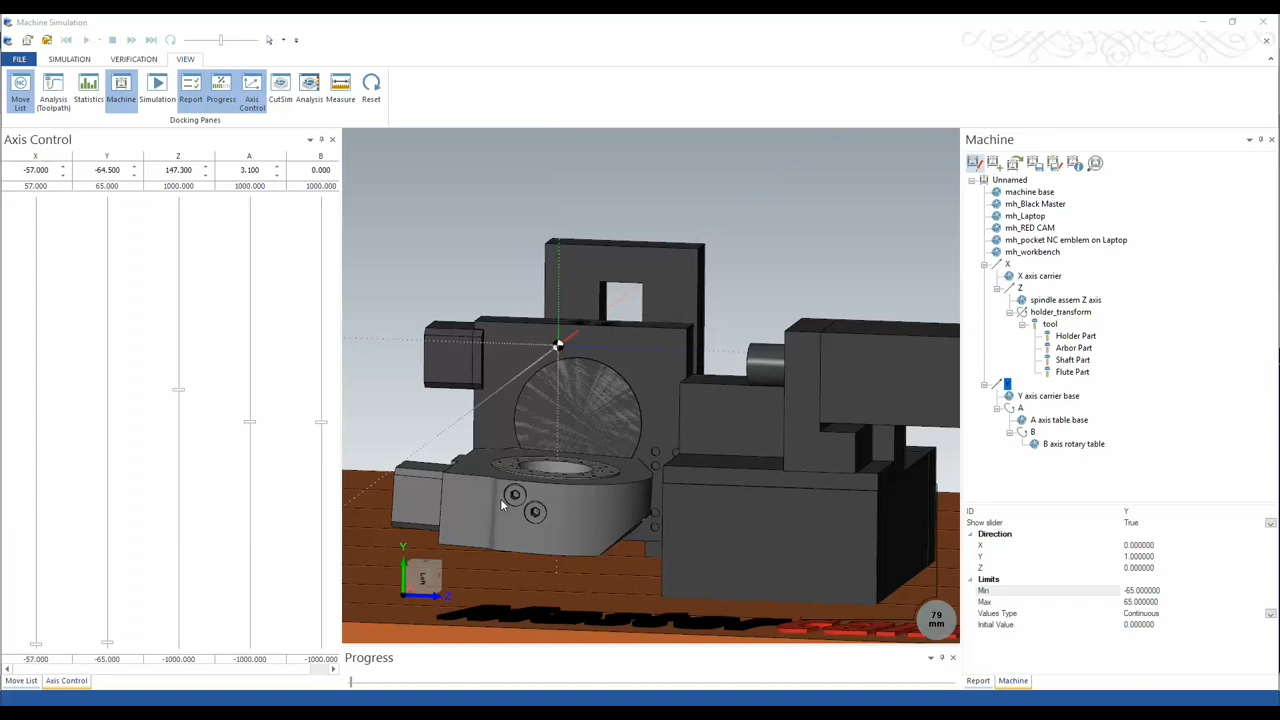 Machine Simulation
FILE SIMULATION VERIFICATION VIEW
Move List
Analysis (Toolpath)
Statistics
Machine
Simulation
Report
Progress
Axis Control
CutSim
Analysis
Measure
Reset
Docking Panes
Axis Control
X Y Z A B
-57.000 -64.500 147.300 3.100 0.000
57.000 65.000 1000.000 1000.000 1000.000
-57.000 -65.000 -1000.000 -1000.000 -1000.000
Move List Axis Control
Y
Z
Left
79
mm
Progress
Machine
Unnamed
machine base
mh_Black Master
mh_Laptop
mh_RED CAM
mh_pocket NC emblem on Laptop
mh_workbench
X
X axis carrier
Z
spindle assem Z axis
holder_transform
tool
Holder Part
Arbor Part
Shaft Part
Flute Part
Y
Y axis carrier base
A
A axis table base
B
B axis rotary table
ID Y
Show slider True
Direction
X 0.000000
Y 1.000000
Z 0.000000
Limits
Min -65.000000
Max 65.000000
Values Type Continuous
Initial Value 0.000000
Report Machine